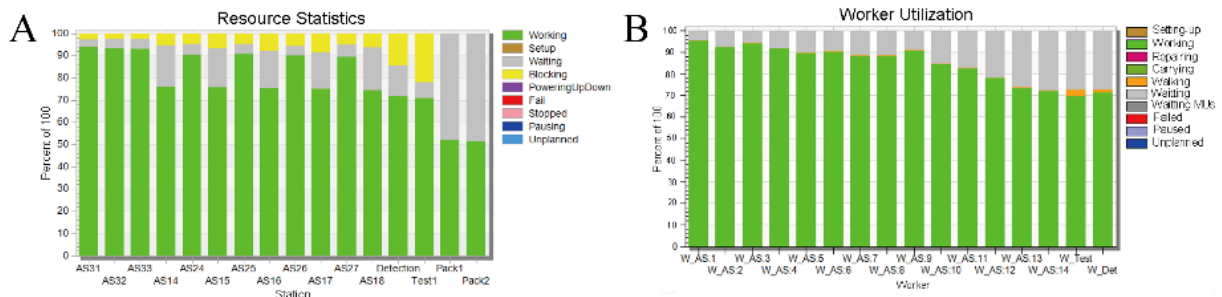 A
Resource Statistics
100
90
80
70
60
50
40
30
20
10
0
Percent of 100
AS31
AS32
AS33
AS14
AS24
AS15
AS25
AS16
AS26
AS17
AS27
AS18
Detection
Test1
Pack1
Pack2
Station
Working
Setup
Waiting
Blocking
PoweringUpDown
Fail
Stopped
Pausing
Unplanned
B
Worker Utilization
100
90
80
70
60
50
40
30
20
10
0
Percent of 100
W_AS:1
W_AS:2
W_AS:3
W_AS:4
W_AS:5
W_AS:6
W_AS:7
W_AS:8
W_AS:9
W_AS:10
W_AS:11
W_AS:12
W_AS:13
W_AS:14
W_Test
W_Det
Worker
Setting-up
Working
Repairing
Carrying
Walking
Waiting
Waiting MUs
Failed
Paused
Unplanned